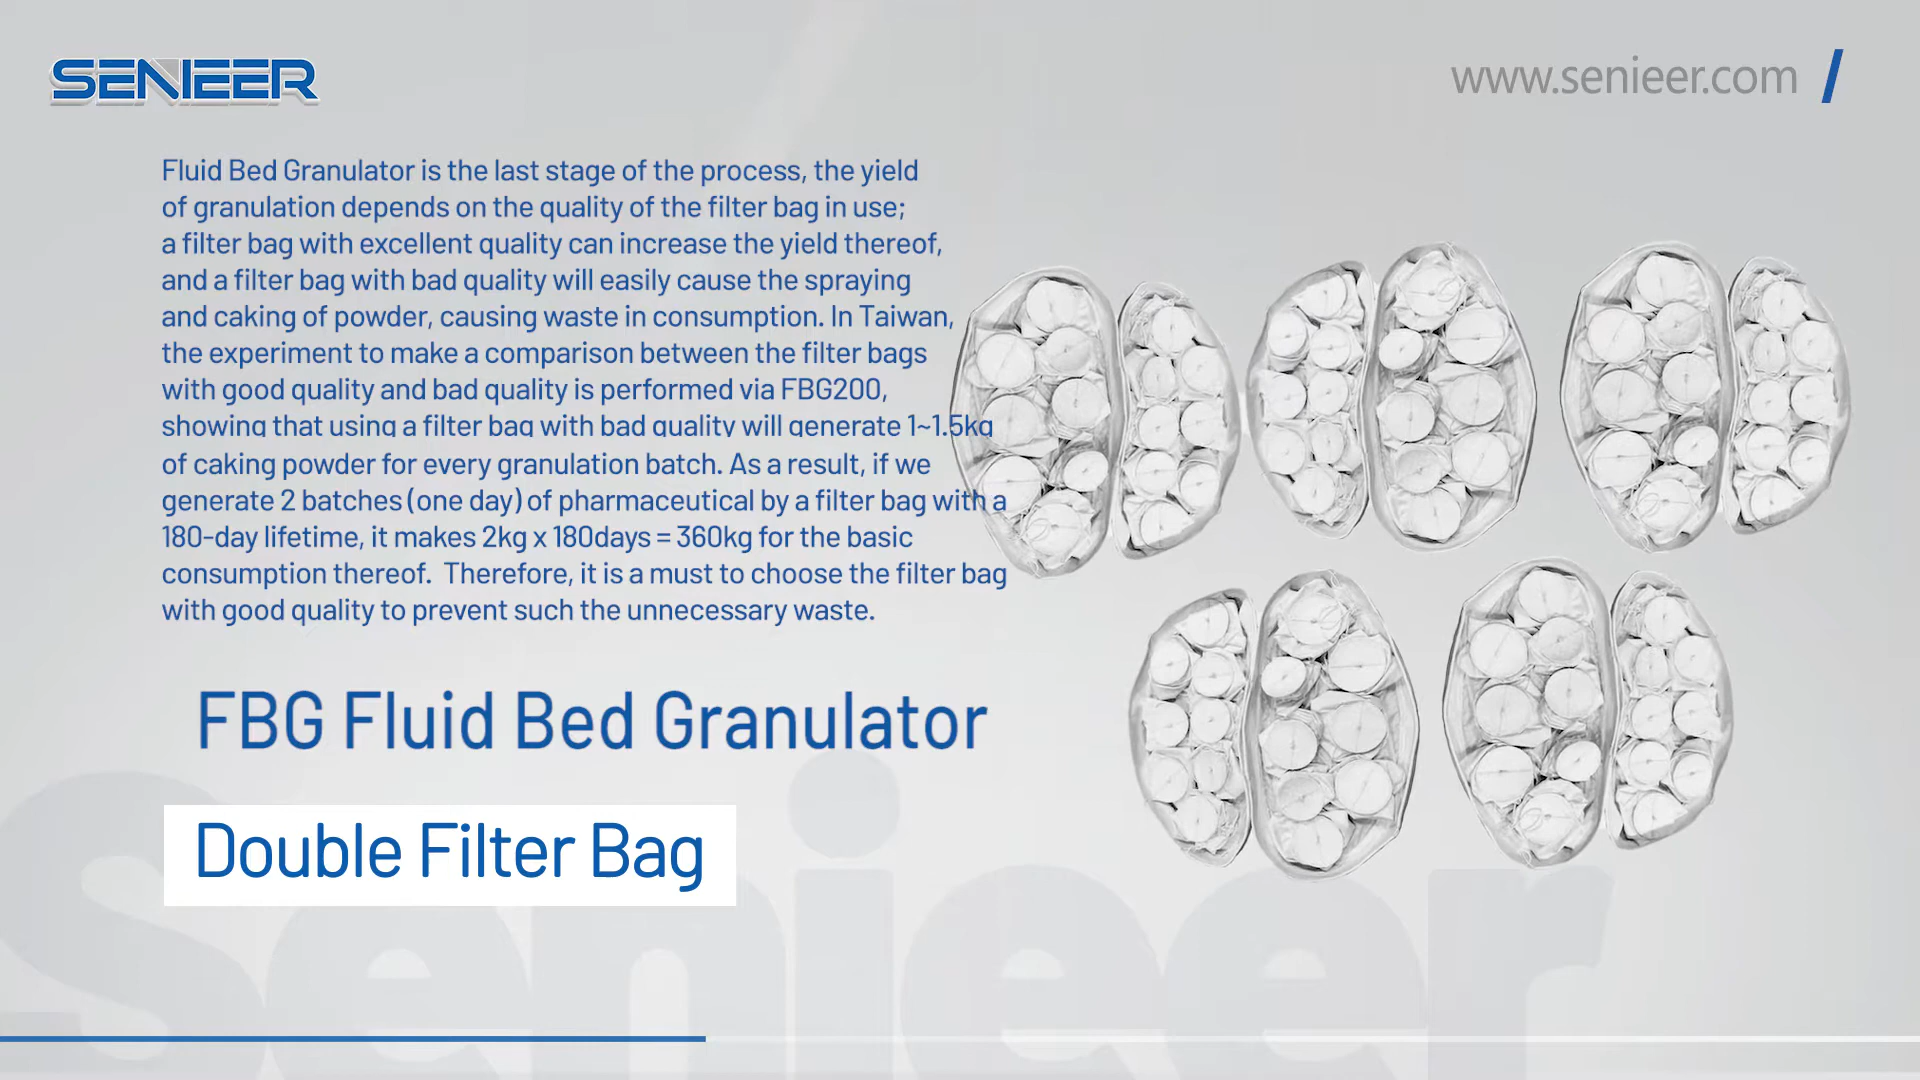 SENIEER
www.senieer.com
Fluid Bed Granulator is the last stage of the process, the yield
of granulation depends on the quality of the filter bag in use;
a filter bag with excellent quality can increase the yield thereof,
and a filter bag with bad quality will easily cause the spraying
and caking of powder, causing waste in consumption. In Taiwan,
the experiment to make a comparison between the filter bags
with good quality and bad quality is performed via FBG200,
showing that using a filter bag with bad quality will generate 1~1.5kg
of caking powder for every granulation batch. As a result, if we
generate 2 batches (one day) of pharmaceutical by a filter bag with a
180-day lifetime, it makes 2kg x 180days = 360kg for the basic
consumption thereof.  Therefore, it is a must to choose the filter bag
with good quality to prevent such the unnecessary waste.
FBG Fluid Bed Granulator
Double Filter Bag
Senieer